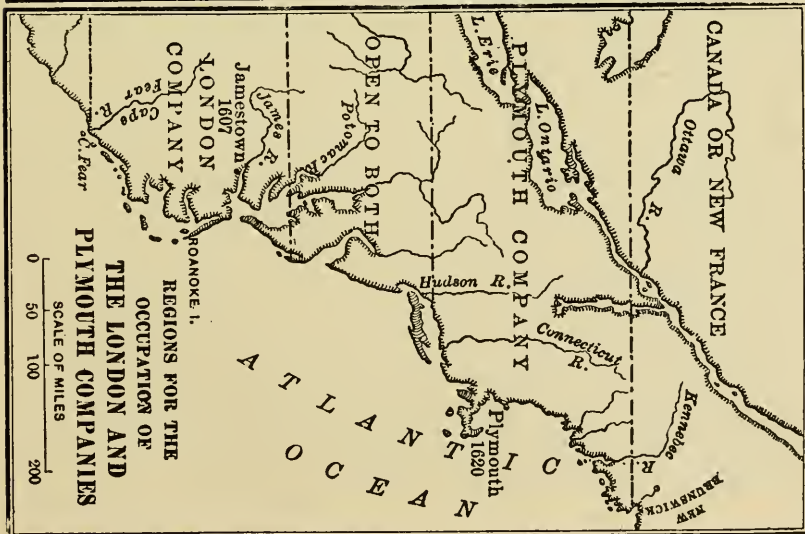 CANADA OR NEW FRANCE
Ottawa
R.
L. Erie
L. Ontario
PLYMOUTH COMPANY
Hudson R.
Connecticut
R.
Kennebec
R.
NEW
BRUNSWICK
Plymouth
1620
OPEN TO BOTH
Potomac R.
James R.
Jamestown
1607
LONDON
COMPANY
Cape
Fear
R.
C. Fear
ROANOKE I.
ATLANTIC
OCEAN
REGIONS FOR THE
OCCUPATION OF
THE LONDON AND
PLYMOUTH COMPANIES
SCALE OF MILES
0 50 100 200